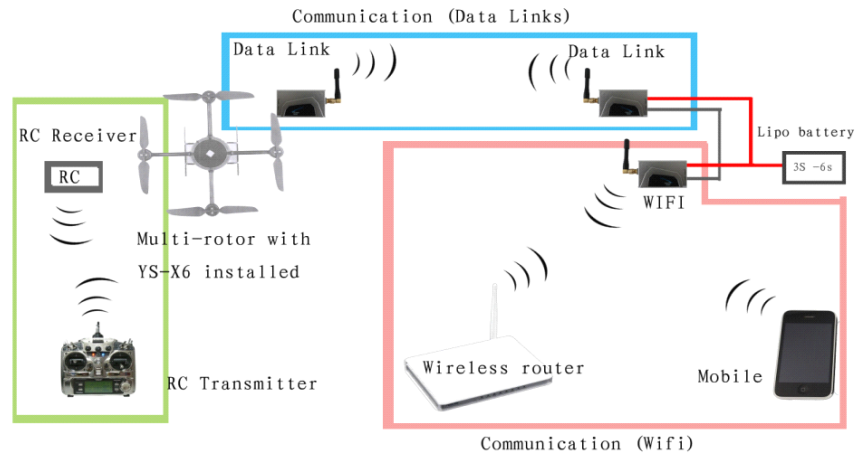 Communication (Data Links)
Data Link
Data Link
RC Receiver
RC
Lipo battery
3S -6s
WIFI
Multi-rotor with
YS-X6 installed
Wireless router
RC Transmitter
Mobile
Communication (Wifi)